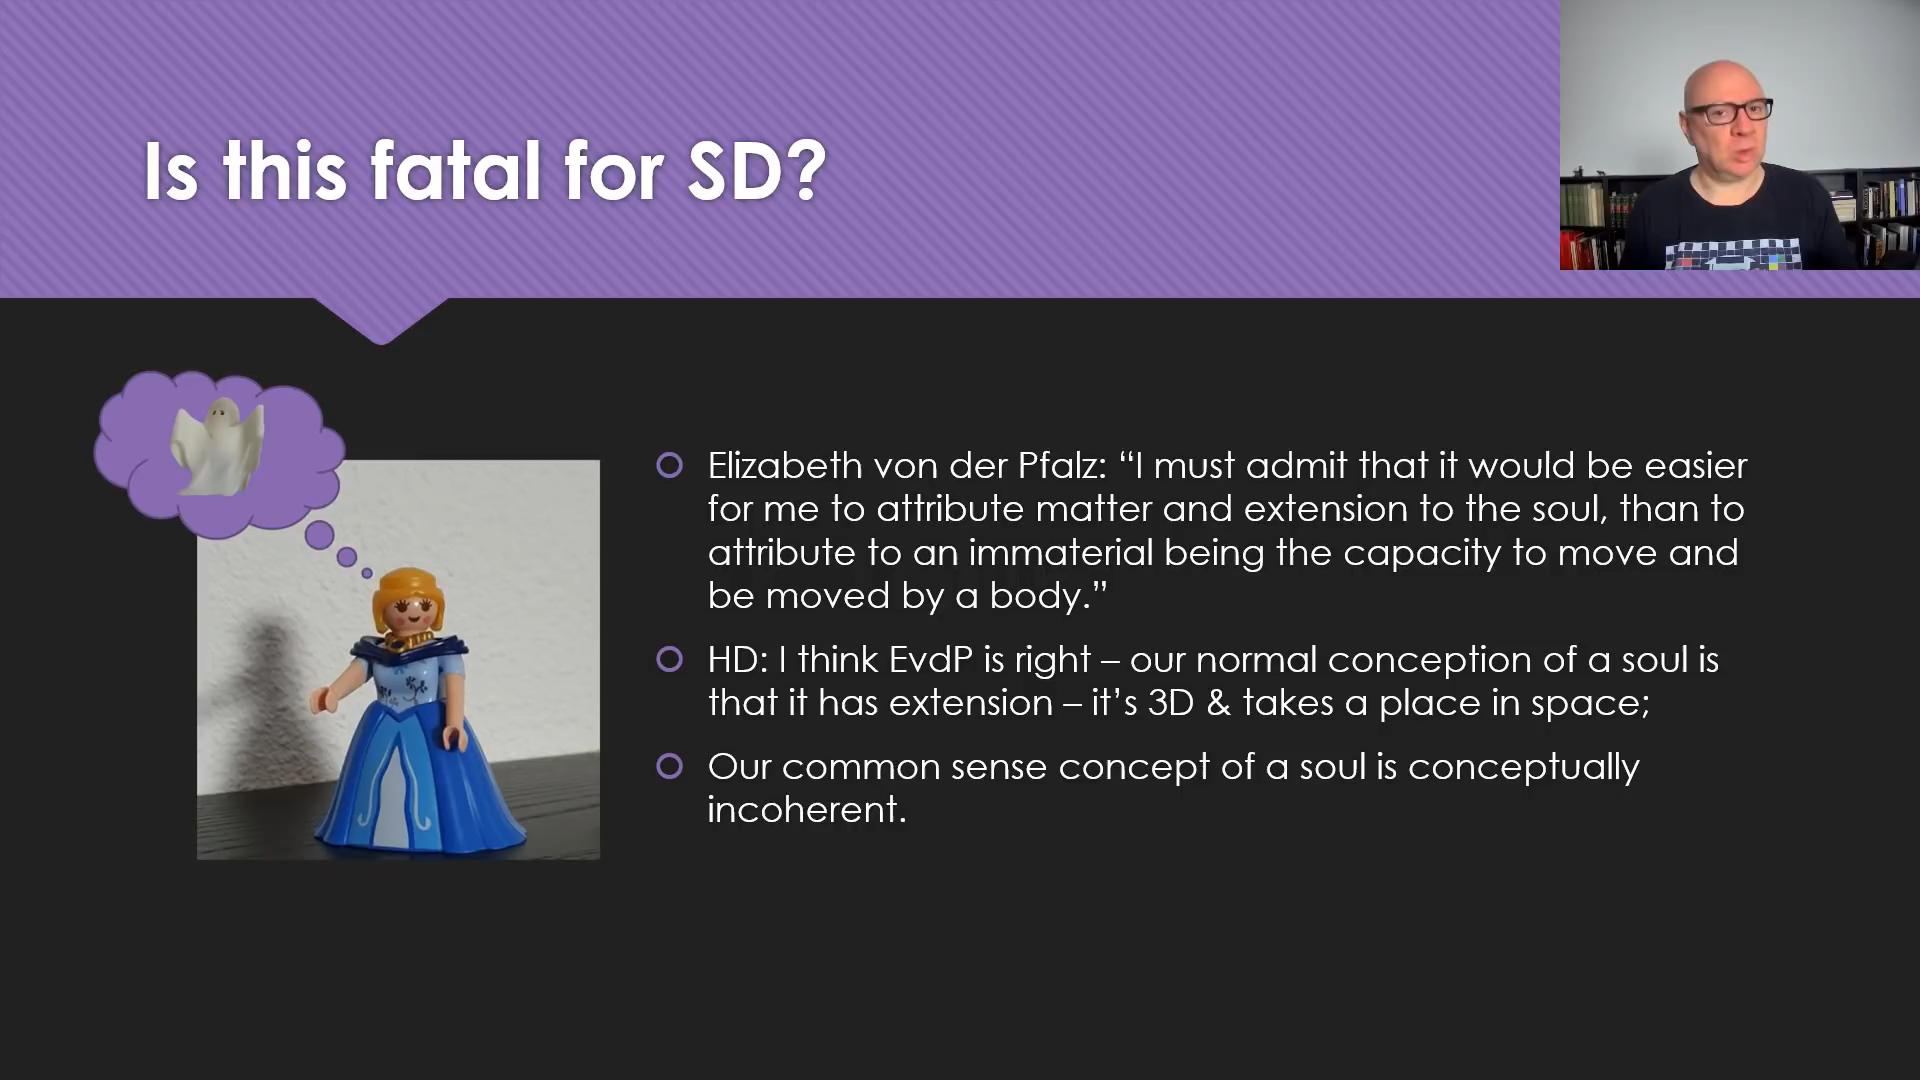 Is this fatal for SD?
Elizabeth von der Pfalz: “I must admit that it would be easier
for me to attribute matter and extension to the soul, than to
attribute to an immaterial being the capacity to move and
be moved by a body.”
HD: I think EvdP is right – our normal conception of a soul is
that it has extension – it’s 3D & takes a place in space;
Our common sense concept of a soul is conceptually
incoherent.